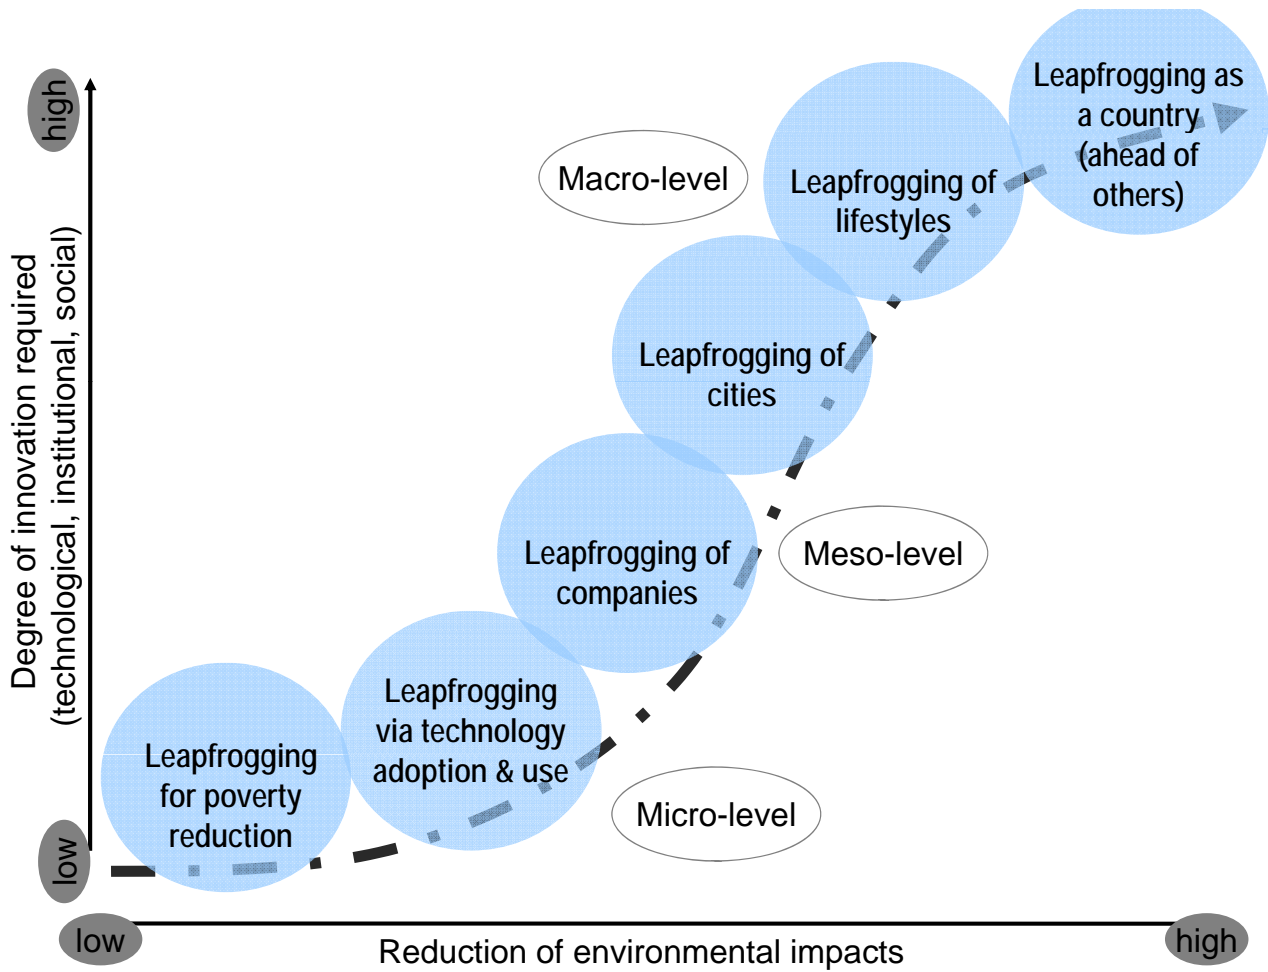 high
Degree of innovation required
(technological, institutional, social)
low
Leapfrogging as
a country
(ahead of
others)
Macro-level
Leapfrogging of
lifestyles
Leapfrogging of
cities
Leapfrogging of
companies
Meso-level
Leapfrogging
via technology
adoption & use
Leapfrogging
for poverty
reduction
Micro-level
low
Reduction of environmental impacts
high